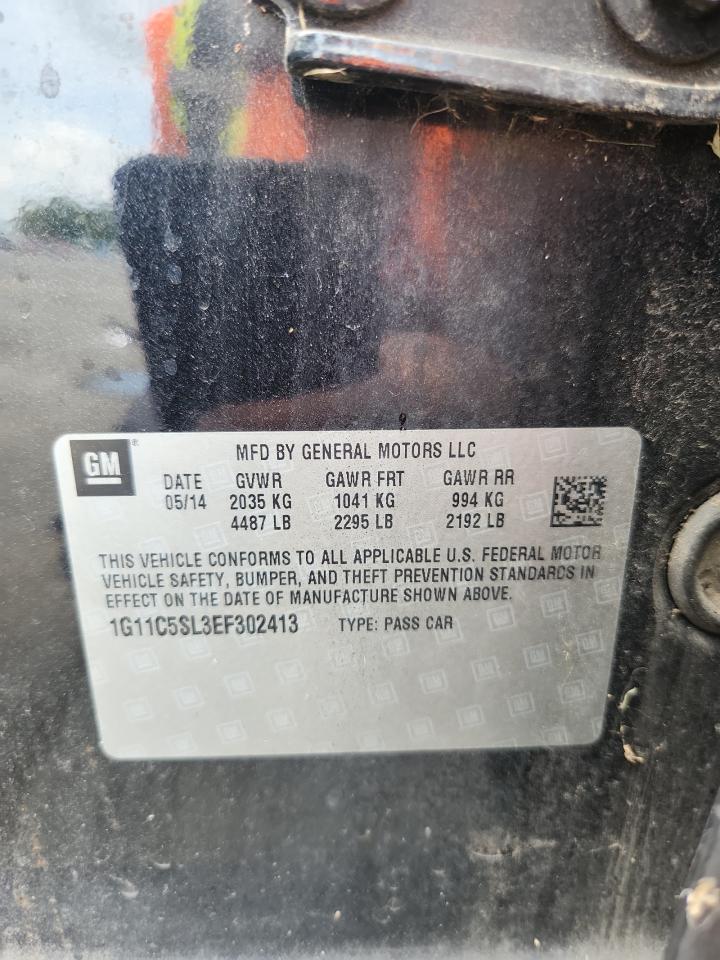 GM
MFD BY GENERAL MOTORS LLC
DATE GVWR GAWR FRT GAWR RR
05/14 2035 KG 1041 KG 994 KG
4487 LB 2295 LB 2192 LB
THIS VEHICLE CONFORMS TO ALL APPLICABLE U.S. FEDERAL MOTOR
VEHICLE SAFETY, BUMPER, AND THEFT PREVENTION STANDARDS IN
EFFECT ON THE DATE OF MANUFACTURE SHOWN ABOVE.
1G11C5SL3EF302413 TYPE: PASS CAR